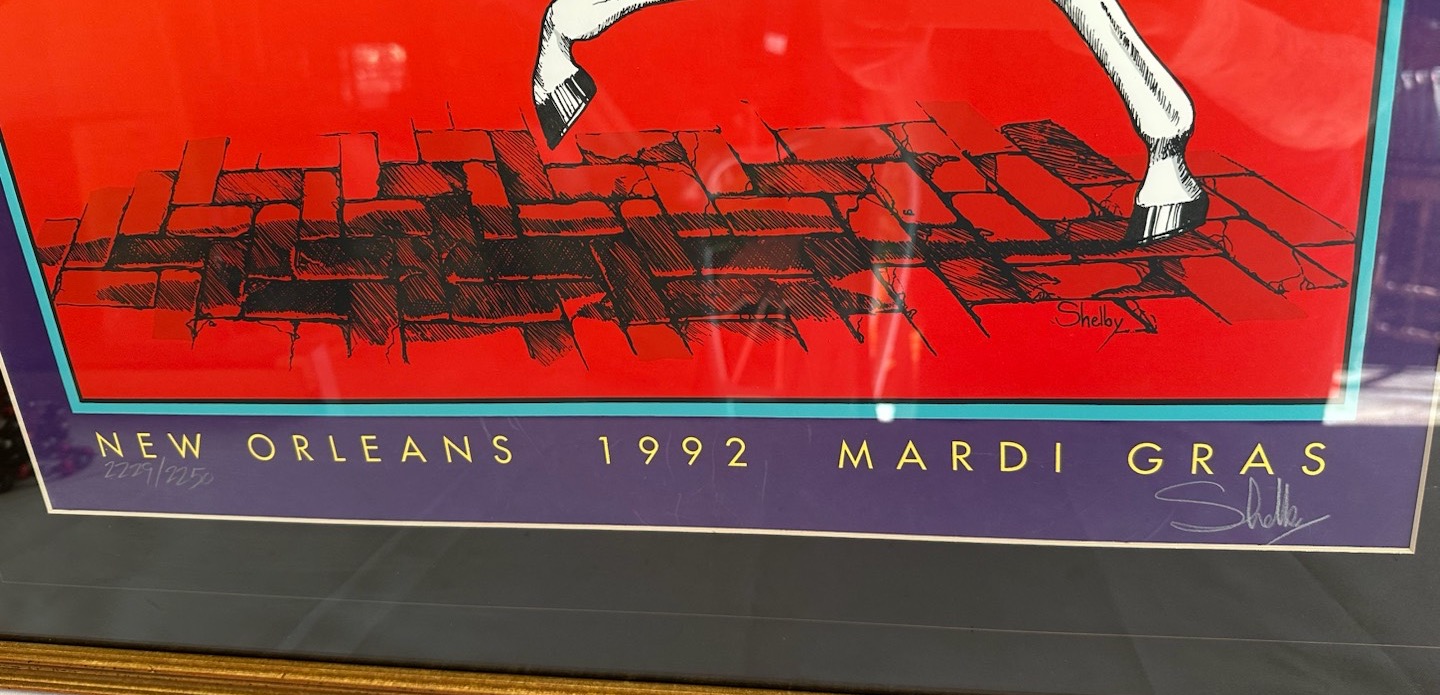 Shelby
NEW ORLEANS 1992 MARDI GRAS
2229/2250
Shelby